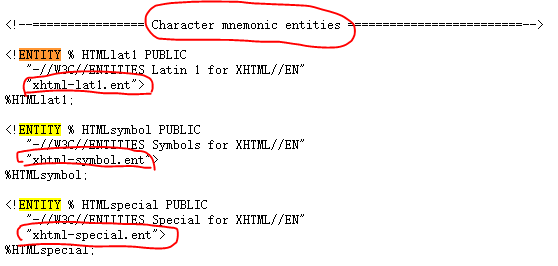 <!--================ Character mnemonic entities =========================-->
<!ENTITY % HTMLlat1 PUBLIC
"-//W3C//ENTITIES Latin 1 for XHTML//EN"
"xhtml-lat1.ent">
%HTMLlat1;
<!ENTITY % HTMLsymbol PUBLIC
"-//W3C//ENTITIES Symbols for XHTML//EN"
"xhtml-symbol.ent">
%HTMLsymbol;
<!ENTITY % HTMLspecial PUBLIC
"-//W3C//ENTITIES Special for XHTML//EN"
"xhtml-special.ent">
%HTMLspecial;